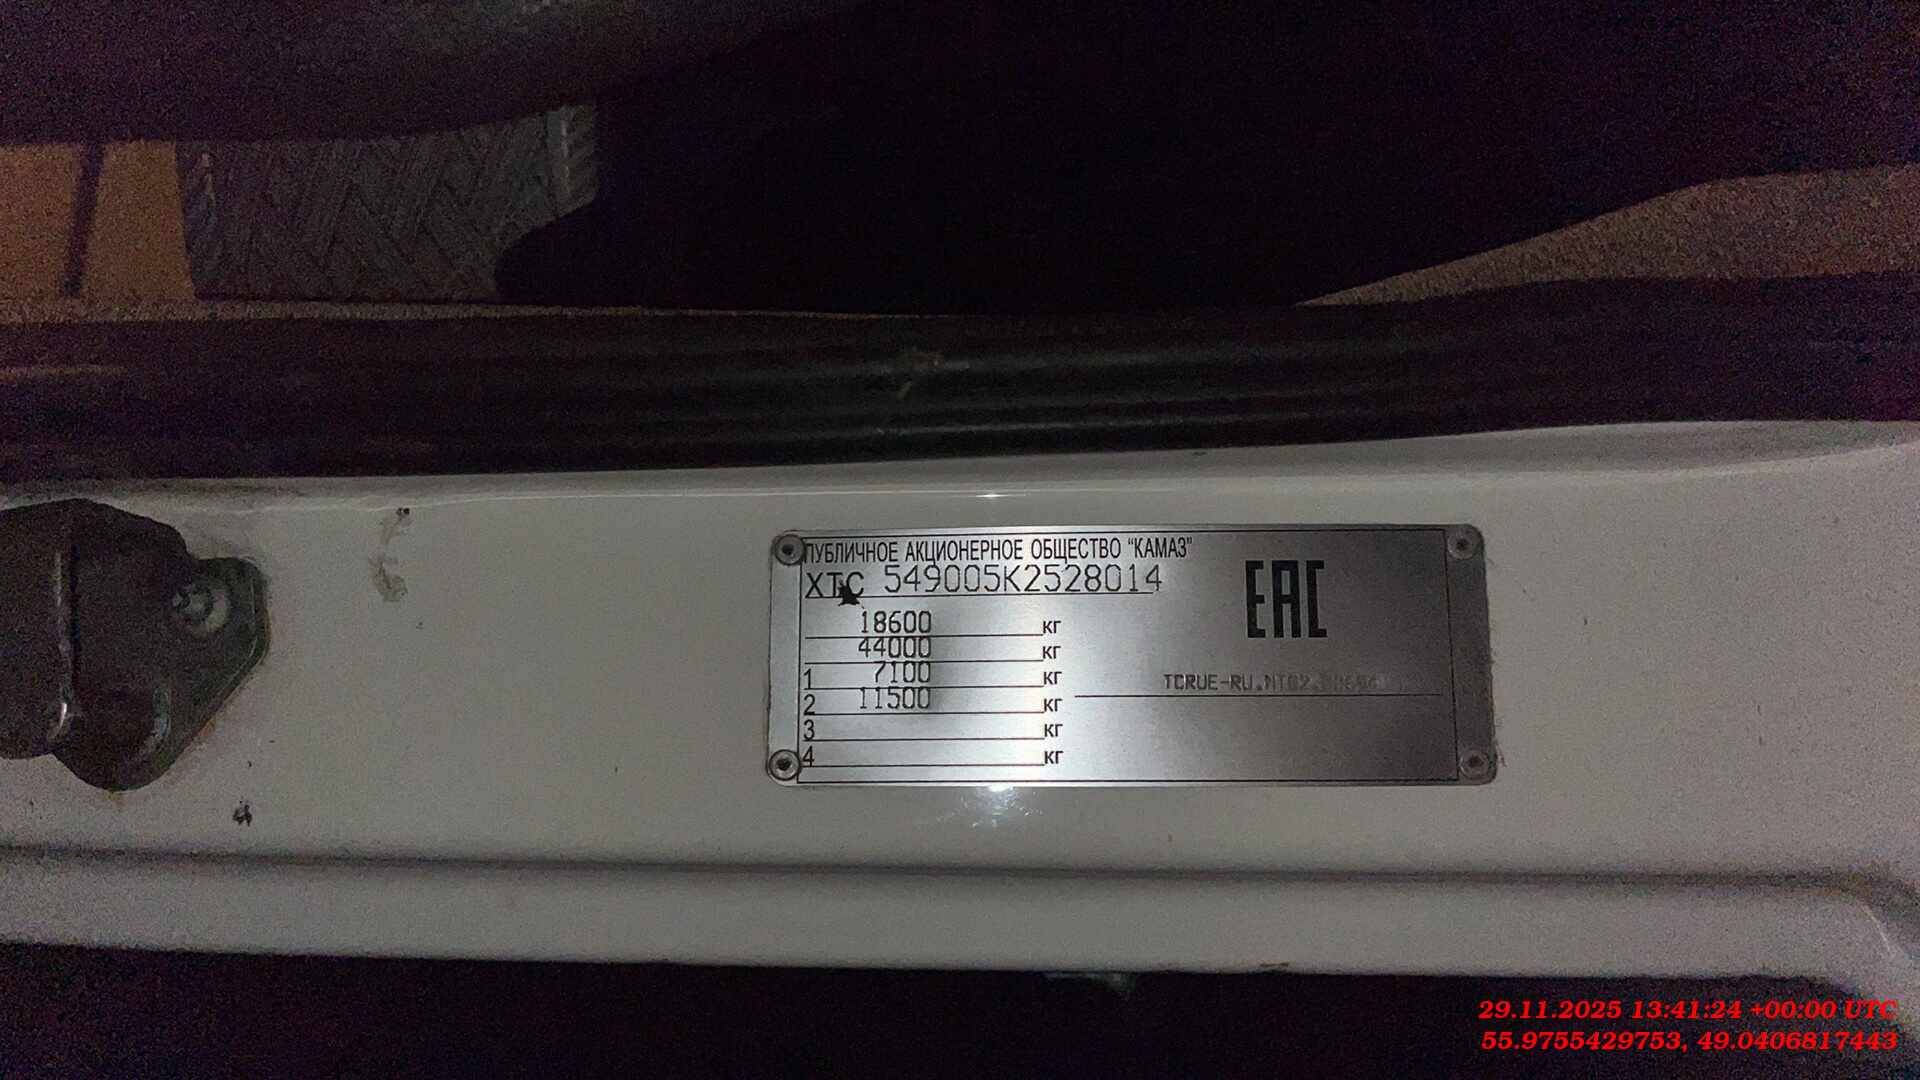 ПУБЛИЧНОЕ АКЦИОНЕРНОЕ ОБЩЕСТВО "КАМАЗ"
XTC 549005K2528014
18600 кг
44000 кг
1 7100 кг
2 11500 кг
3 кг
4 кг
EAC
29.11.2025 13:41:24 +00:00 UTC
55.9755429753, 49.0406817443